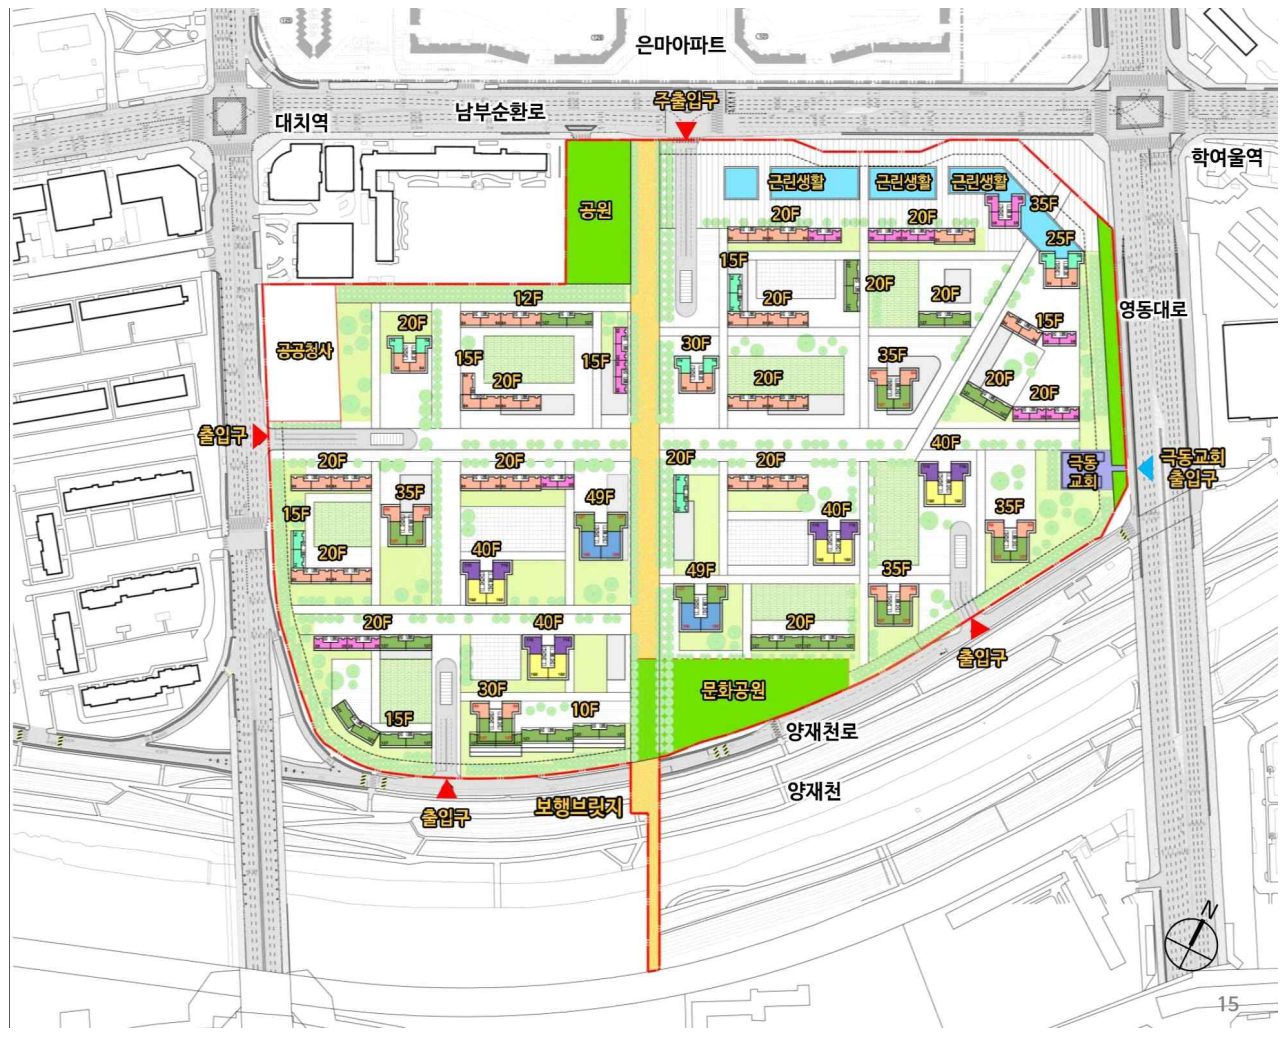 은마아파트
주출입구
남부순환로
대치역
학여울역
근린생활
근린생활
근린생활
공원
35F
20F
20F
25F
15F
20F
20F
12F
20F
영동대로
20F
15F
공공청사
30F
15F
15F
35F
20F
20F
20F
20F
출입구
40F
20F
20F
20F
20F
극동
교회
극동교회
출입구
35F
49F
15F
40F
35F
20F
40F
49F
35F
20F
40F
20F
출입구
30F
문화공원
15F
10F
양재천로
양재천
보행브릿지
출입구
N
15